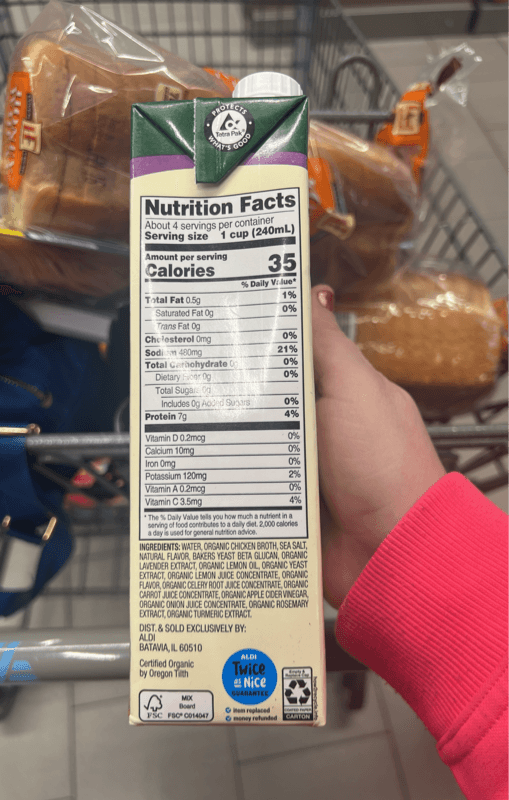 PROTECTS
Tetra Pak
WHAT'S GOOD
Nutrition Facts
About 4 servings per container
Serving size 1 cup (240mL)
Amount per serving
Calories 35
% Daily Value*
Total Fat 0.5g 1%
Saturated Fat 0g 0%
Trans Fat 0g
Cholesterol 0mg 0%
Sodium 480mg 21%
Total Carbohydrate 0g 0%
Dietary Fiber 0g 0%
Total Sugars 0g
Includes 0g Added Sugars 0%
Protein 7g 4%
Vitamin D 0.2mcg 0%
Calcium 10mg 0%
Iron 0mg 0%
Potassium 120mg 2%
Vitamin A 0.2mcg 0%
Vitamin C 3.5mg 4%
* The % Daily Value tells you how much a nutrient in a
serving of food contributes to a daily diet. 2,000 calories
a day is used for general nutrition advice.
INGREDIENTS: WATER, ORGANIC CHICKEN BROTH, SEA SALT,
NATURAL FLAVOR, BAKERS YEAST BETA GLUCAN, ORGANIC
LAVENDER EXTRACT, ORGANIC LEMON OIL, ORGANIC YEAST
EXTRACT, ORGANIC LEMON JUICE CONCENTRATE, ORGANIC
FLAVOR, ORGANIC CELERY ROOT JUICE CONCENTRATE, ORGANIC
CARROT JUICE CONCENTRATE, ORGANIC APPLE CIDER VINEGAR,
ORGANIC ONION JUICE CONCENTRATE, ORGANIC ROSEMARY
EXTRACT, ORGANIC TURMERIC EXTRACT.
DIST. & SOLD EXCLUSIVELY BY:
ALDI
BATAVIA, IL 60510
Certified Organic
by Oregon Tilth
ALDI
TWiCe
as NiCe
GUARANTEE
item replaced
money refunded
FSC
MIX
Board
FSC® C014047
CARTON